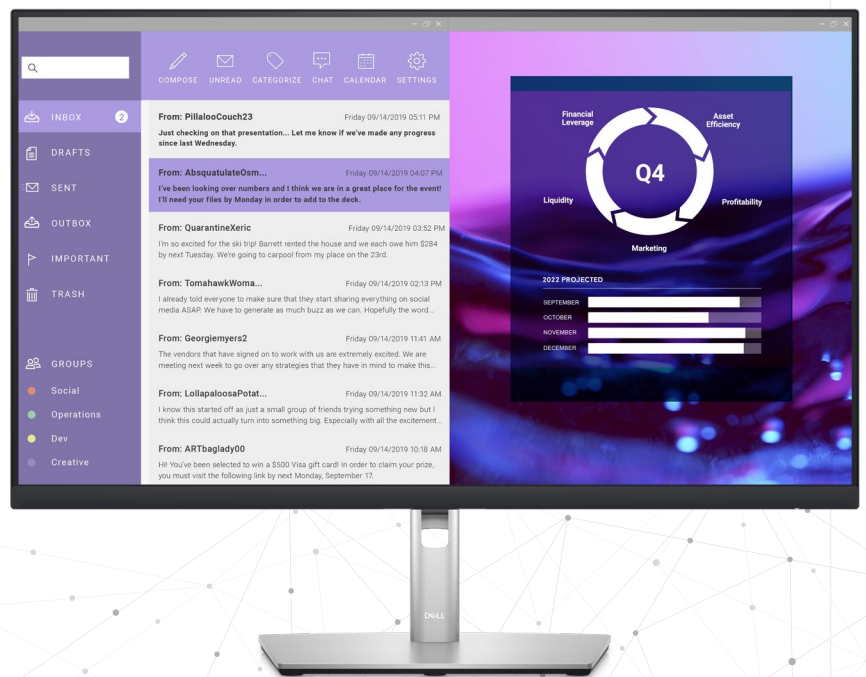 COMPOSE UNREAD CATEGORIZE CHAT CALENDAR SETTINGS
INBOX 2
DRAFTS
SENT
OUTBOX
IMPORTANT
TRASH
GROUPS
Social
Operations
Dev
Creative
From: PillalooCouch23 Friday 09/14/2019 05:11 PM
Just checking on that presentation... Let me know if we've made any progress
since last Wednesday.
From: AbsquatulateOsm... Friday 09/14/2019 04:07 PM
I've been looking over numbers and I think we are in a great place for the event!
I'll need your files by Monday in order to add to the deck.
From: QuarantineXeric Friday 09/14/2019 03:52 PM
I'm so excited for the ski trip! Barrett rented the house and we each owe him $284
by next Tuesday. We're going to carpool from my place on the 23rd.
From: TomahawkWoma... Friday 09/14/2019 02:13 PM
I already told everyone to make sure that they start sharing everything on social
media ASAP. We have to generate as much buzz as we can. Hopefully the word...
From: Georgiemyers2 Friday 09/14/2019 11:41 AM
The vendors that have signed on to work with us are extremely excited. We are
meeting next week to go over any strategies that they have in mind to make this...
From: LollapaloosaPotat... Friday 09/14/2019 11:32 AM
I know this started off as just a small group of friends trying something new but I
think this could actually turn into something big. Especially with all the excitement...
From: ARTbaglady00 Friday 09/14/2019 10:18 AM
Hi! You've been selected to win a $500 Visa gift card! In order to claim your prize,
you must visit the following link by next Monday, September 17.
Financial
Leverage
Asset
Efficiency
Q4
Liquidity
Profitability
Marketing
2022 PROJECTED
SEPTEMBER
OCTOBER
NOVEMBER
DECEMBER
DELL